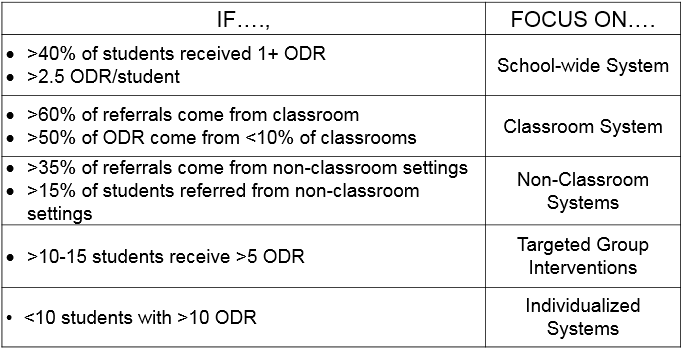 IF….,
FOCUS ON….
• >40% of students received 1+ ODR
• >2.5 ODR/student
School-wide System
• >60% of referrals come from classroom
• >50% of ODR come from <10% of classrooms
Classroom System
• >35% of referrals come from non-classroom settings
• >15% of students referred from non-classroom
settings
Non-Classroom
Systems
• >10-15 students receive >5 ODR
Targeted Group
Interventions
• <10 students with >10 ODR
Individualized
Systems